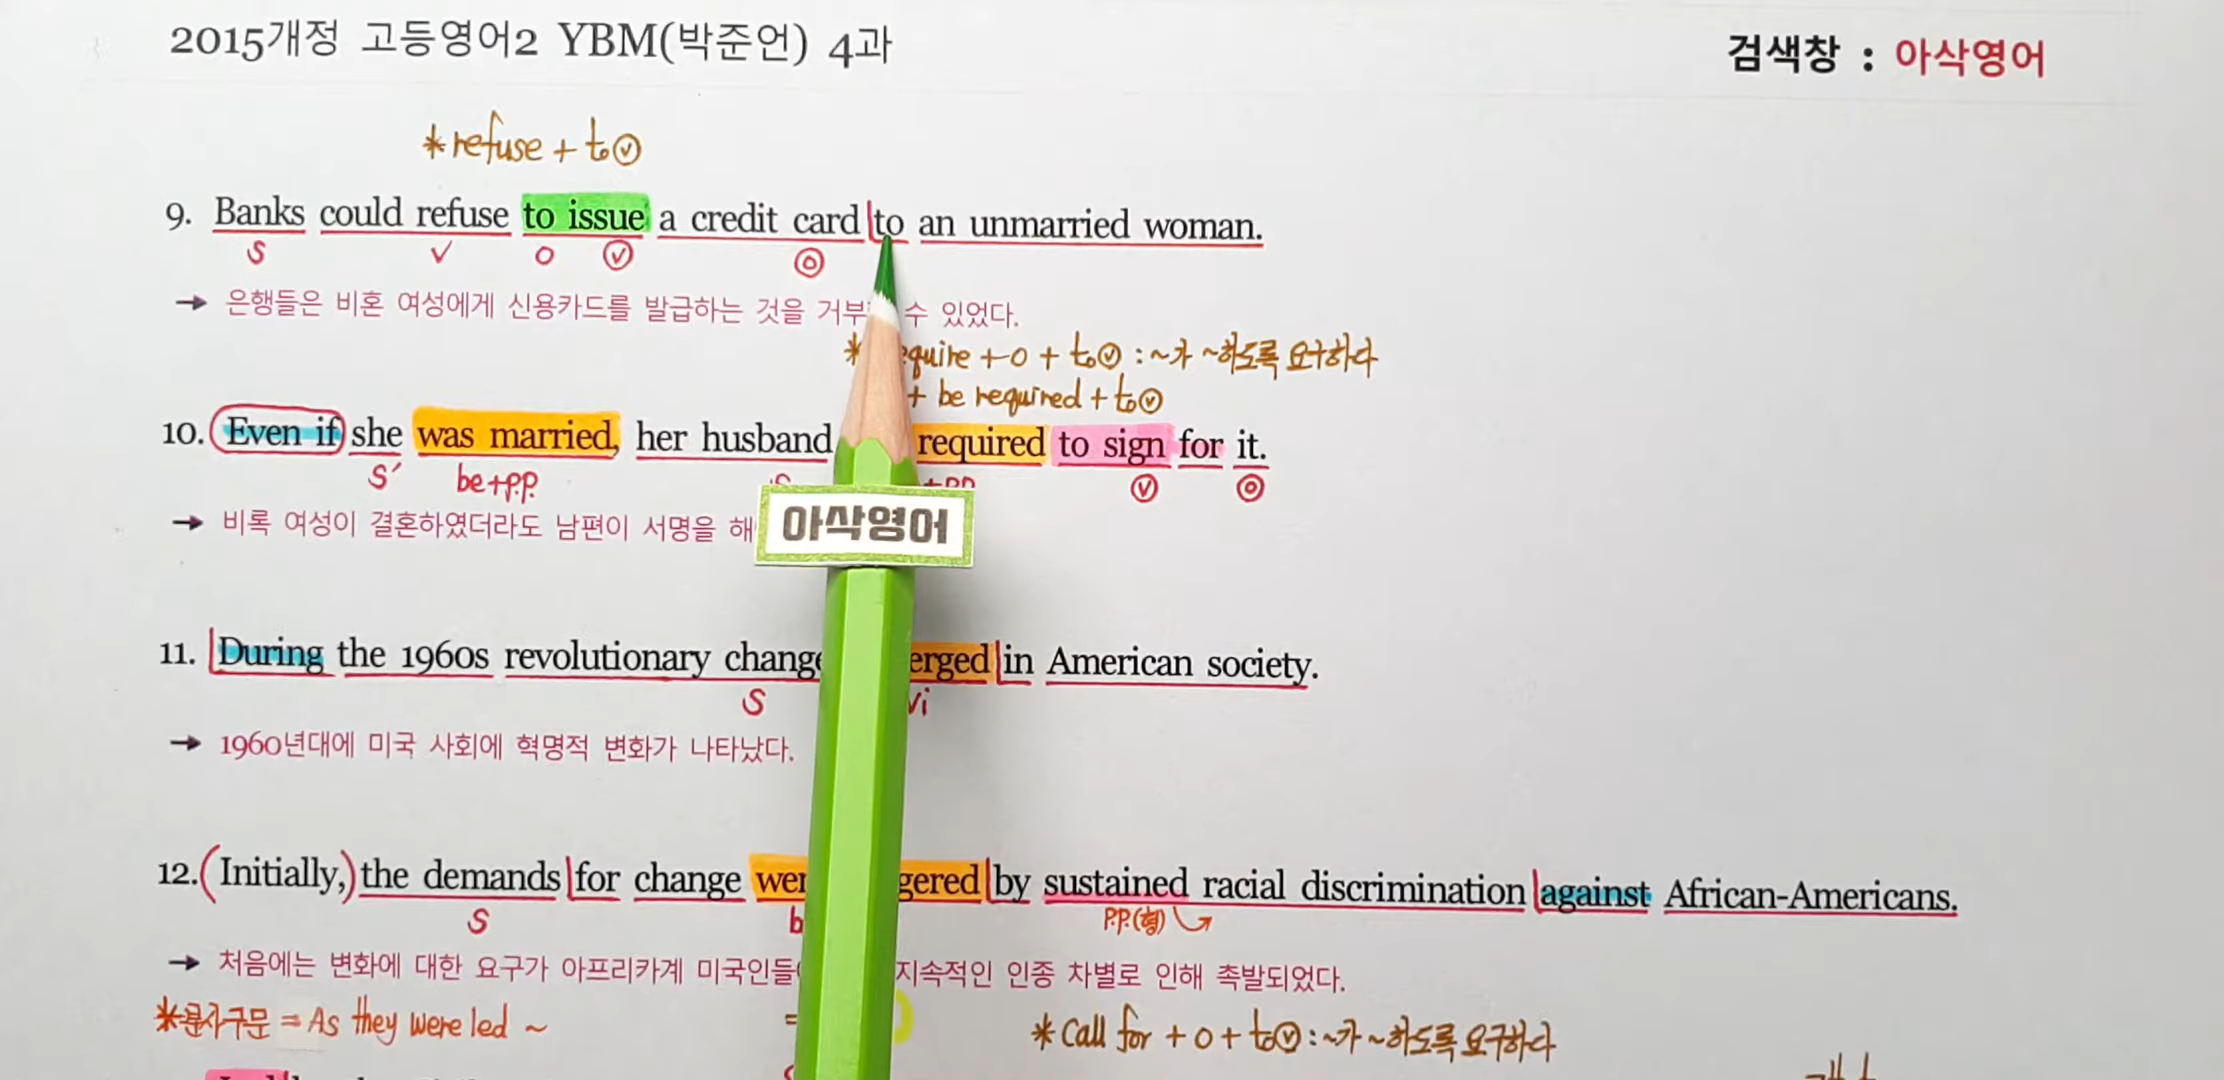 2015개정 고등영어2 YBM(박준언) 4과
검색창 : 아삭영어
*refuse + toⓥ
9. Banks could refuse to issue a credit card to an unmarried woman.
S V O ⓥ ⓞ
→ 은행들은 비혼 여성에게 신용카드를 발급하는 것을 거부 수 있었다.
* equire + O + toⓥ : ~가 ~하도록 요구하다
+ be required + toⓥ
10. Even if she was married, her husband required to sign for it.
S' be+p.p. S +pp ⓥ ⓞ
→ 비록 여성이 결혼하였더라도 남편이 서명을 해
아삭영어
11. During the 1960s revolutionary change erged in American society.
S Vi
→ 1960년대에 미국 사회에 혁명적 변화가 나타났다.
12. (Initially,) the demands for change wer gered by sustained racial discrimination against African-Americans.
S b P.P.(형)
→ 처음에는 변화에 대한 요구가 아프리카계 미국인들 지속적인 인종 차별로 인해 촉발되었다.
*분사구문 = As they were led ~ =
*call for + O + toⓥ : ~가 ~하도록 요구하다